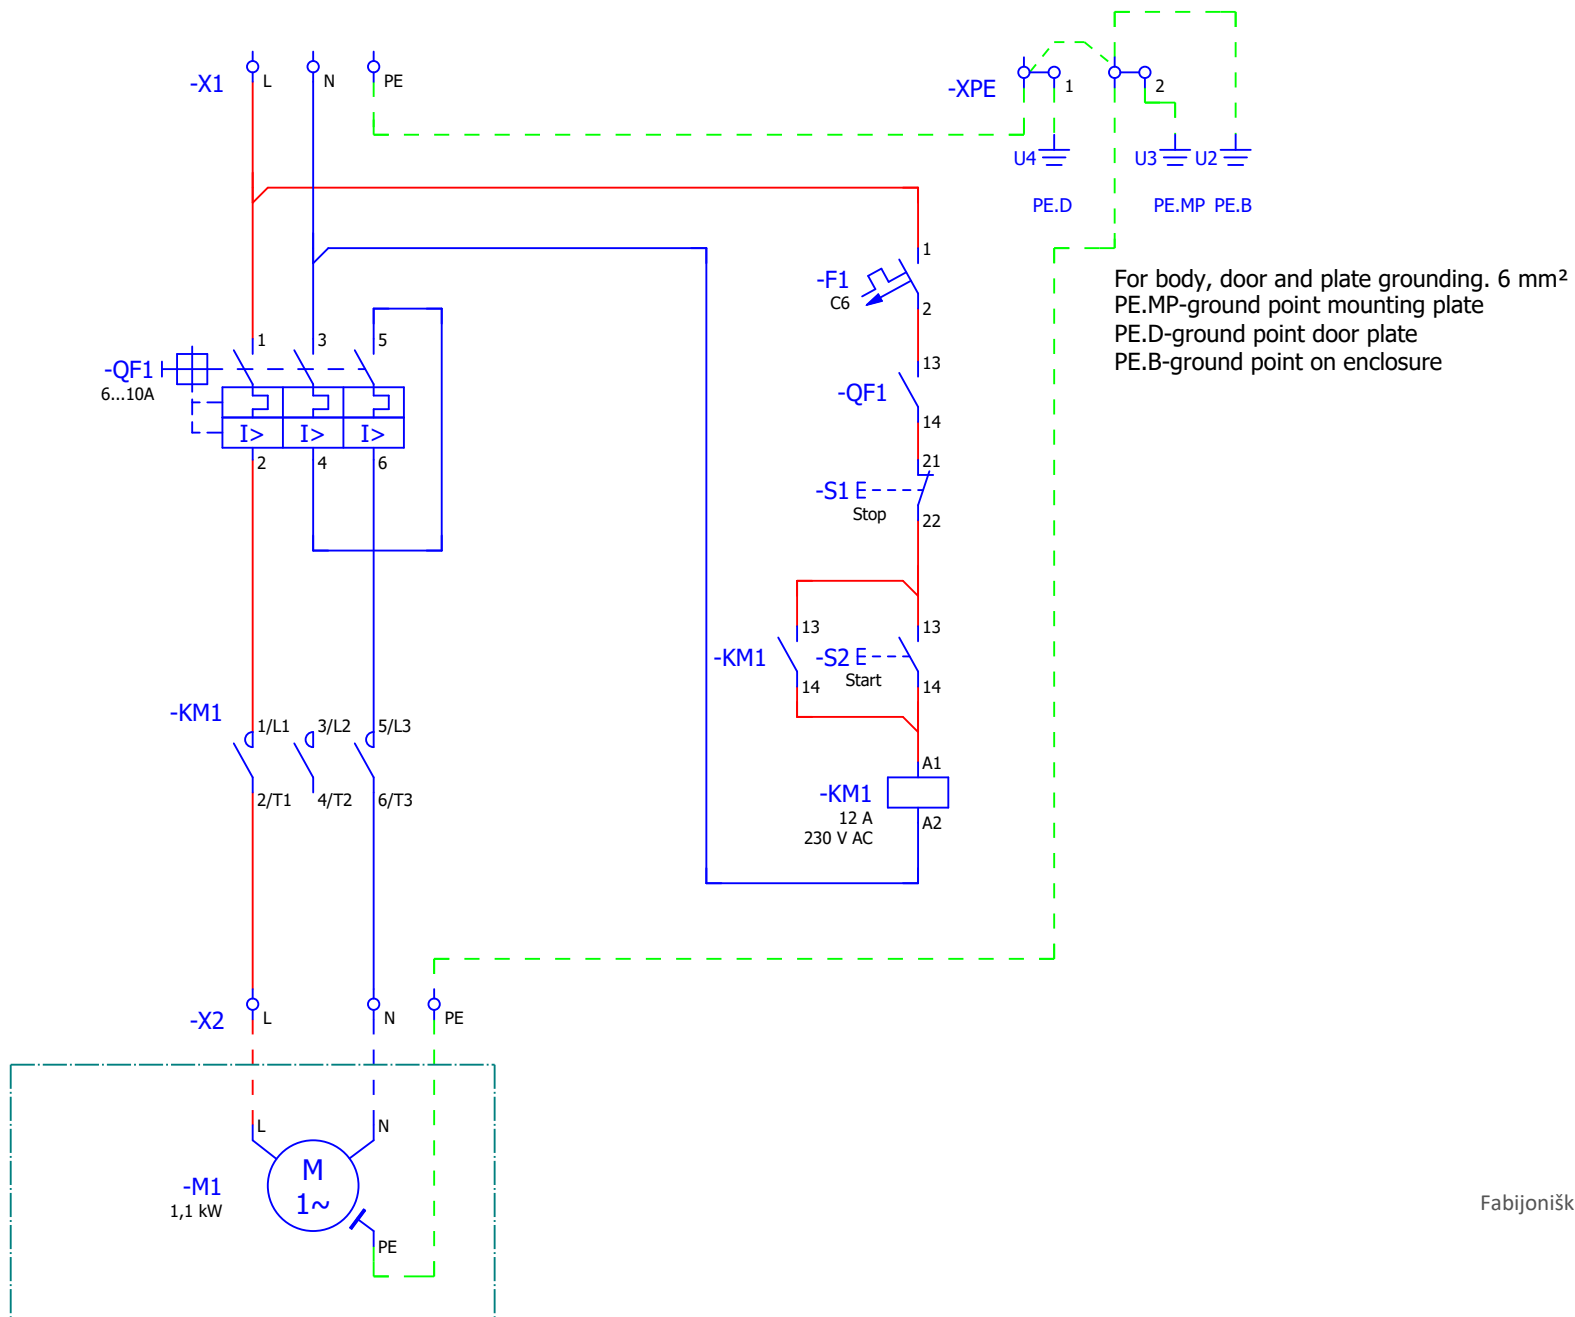 -X1
L
N
PE
-XPE
1
2
U4
U3
U2
PE.D
PE.MP
PE.B
For body, door and plate grounding. 6 mm²
PE.MP-ground point mounting plate
PE.D-ground point door plate
PE.B-ground point on enclosure
1
-F1
C6
2
-QF1
6...10A
1
3
5
I>
I>
I>
2
4
6
13
-QF1
14
21
-S1
E
Stop
22
13
-KM1
14
13
-S2
E
Start
14
-KM1
1/L1
3/L2
5/L3
2/T1
4/T2
6/T3
A1
-KM1
12 A
230 V AC
A2
-X2
L
N
PE
L
N
M
1~
-M1
1,1 kW
PE
Fabijonišk